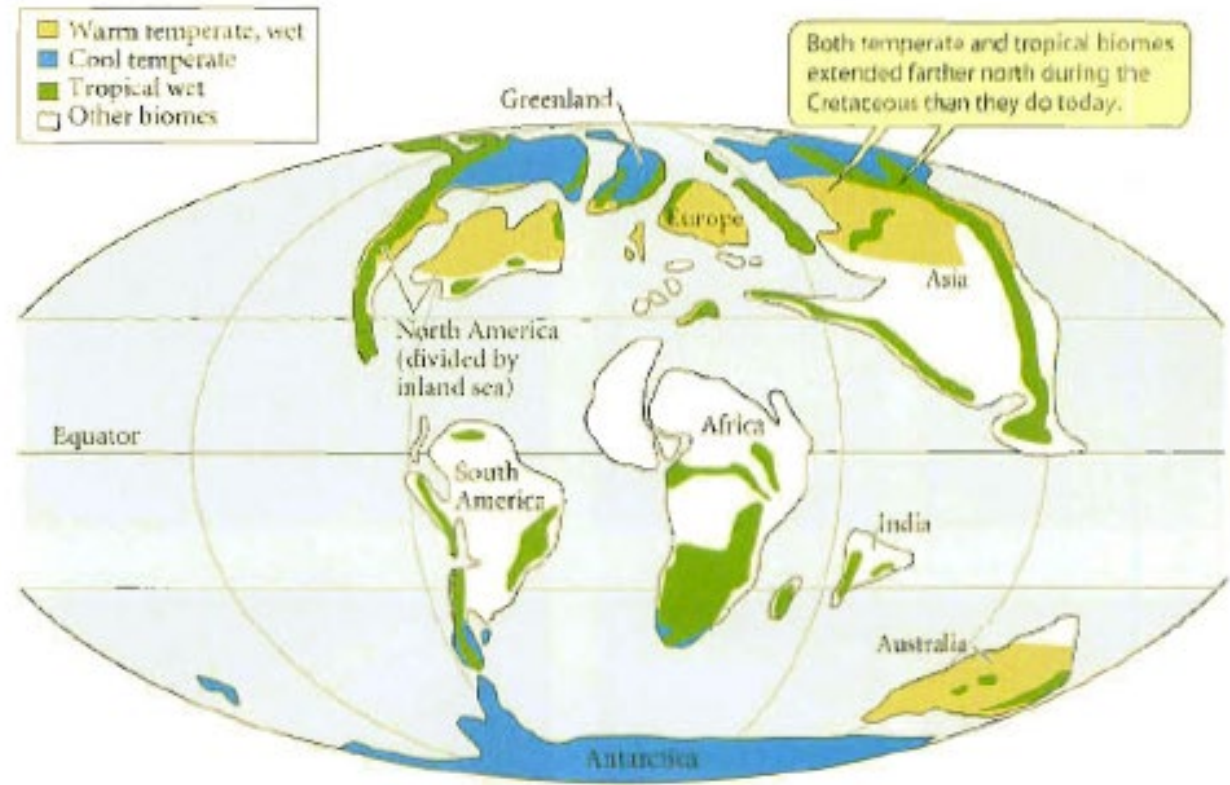 Warm temperate, wet
Cool temperate
Tropical wet
Other biomes
Both temperate and tropical biomes
extended farther north during the
Cretaceous than they do today.
Greenland
Europe
Asia
North America
(divided by
inland sea)
Africa
Equator
South
America
India
Australia
Antarctica